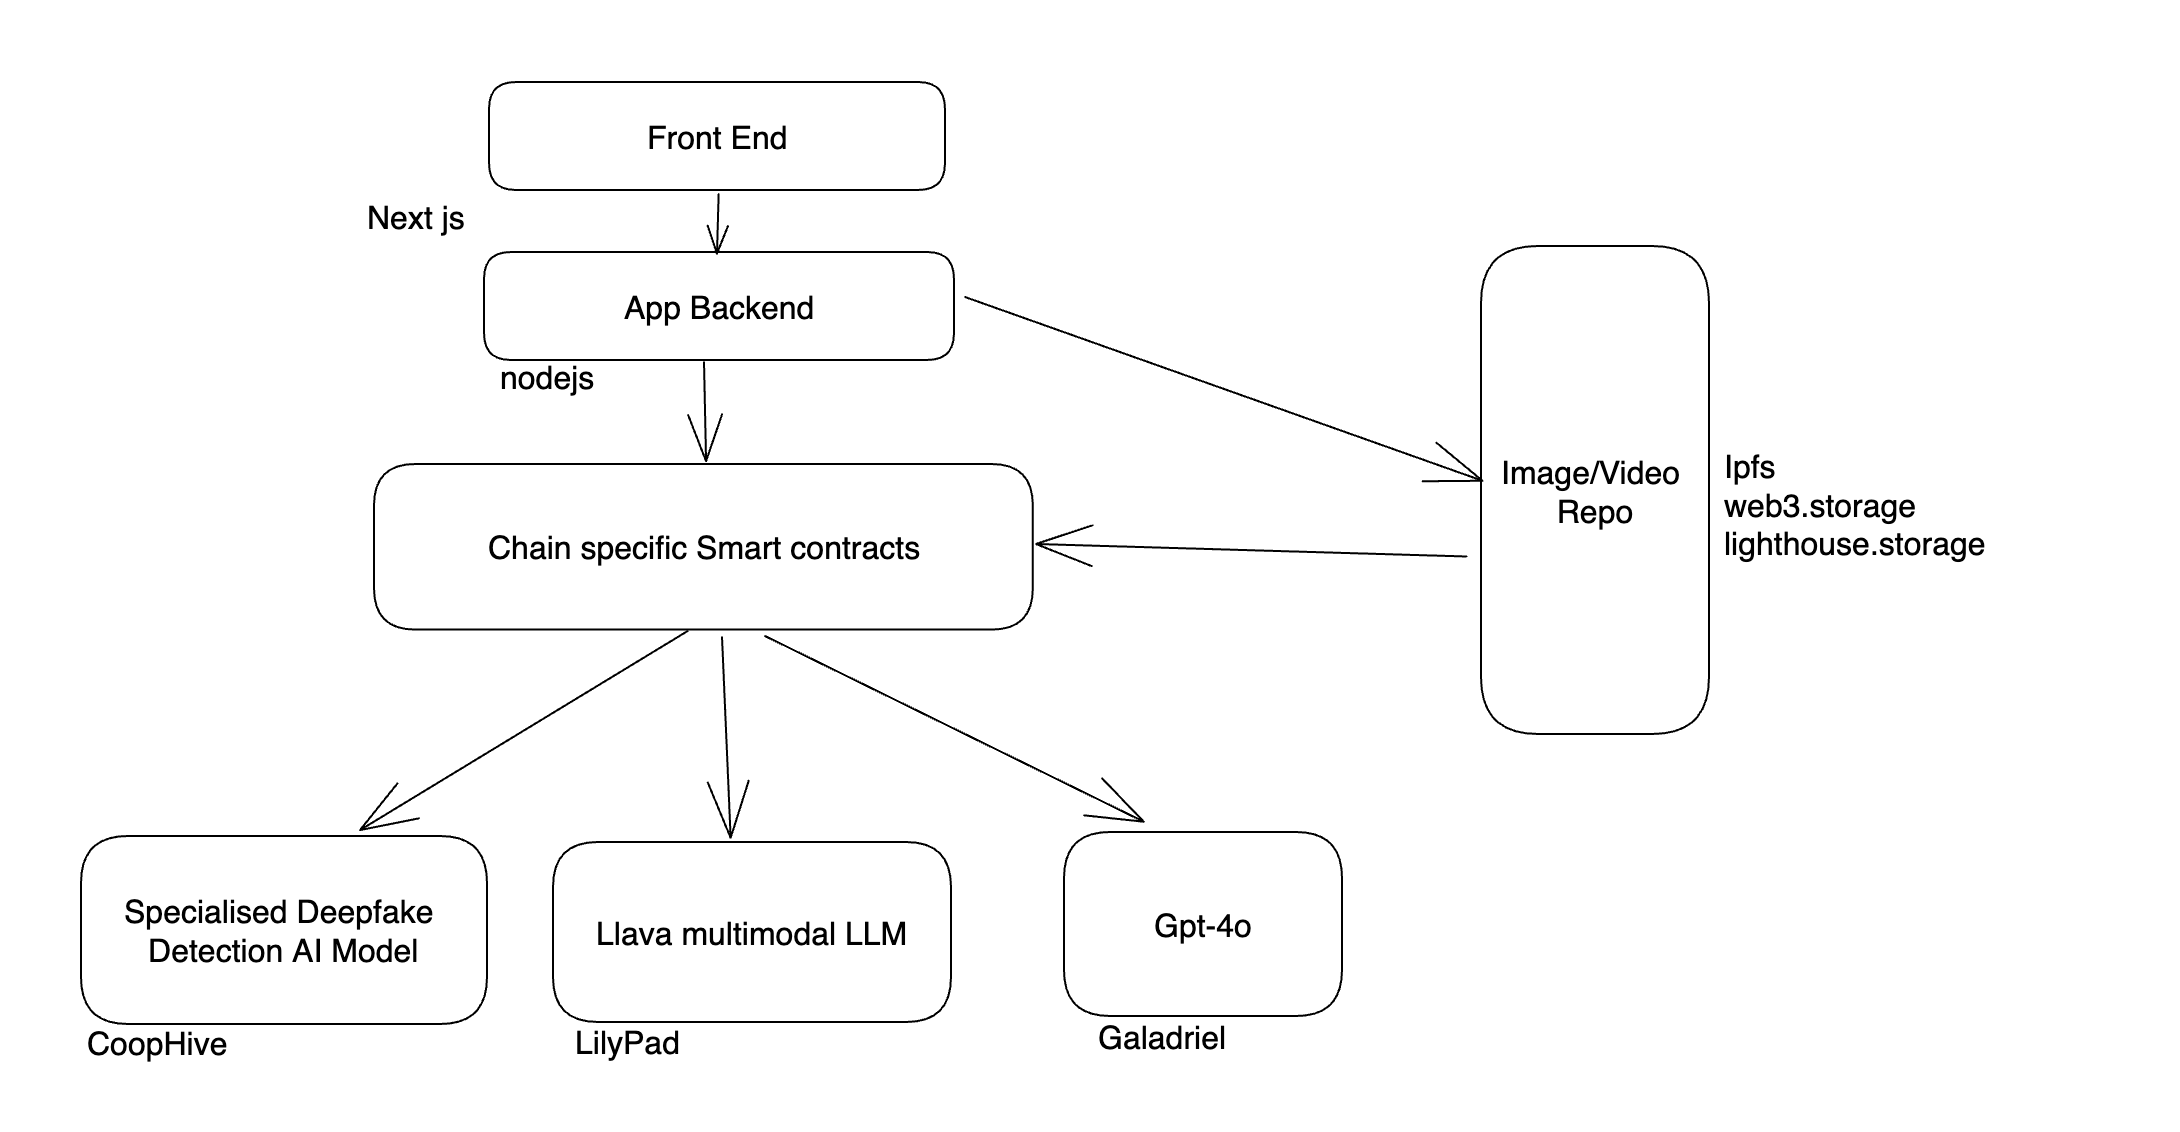 Front End
Next js
App Backend
nodejs
Image/Video
Repo
Ipfs
web3.storage
lighthouse.storage
Chain specific Smart contracts
Specialised Deepfake
Detection AI Model
CoopHive
Llava multimodal LLM
LilyPad
Gpt-4o
Galadriel